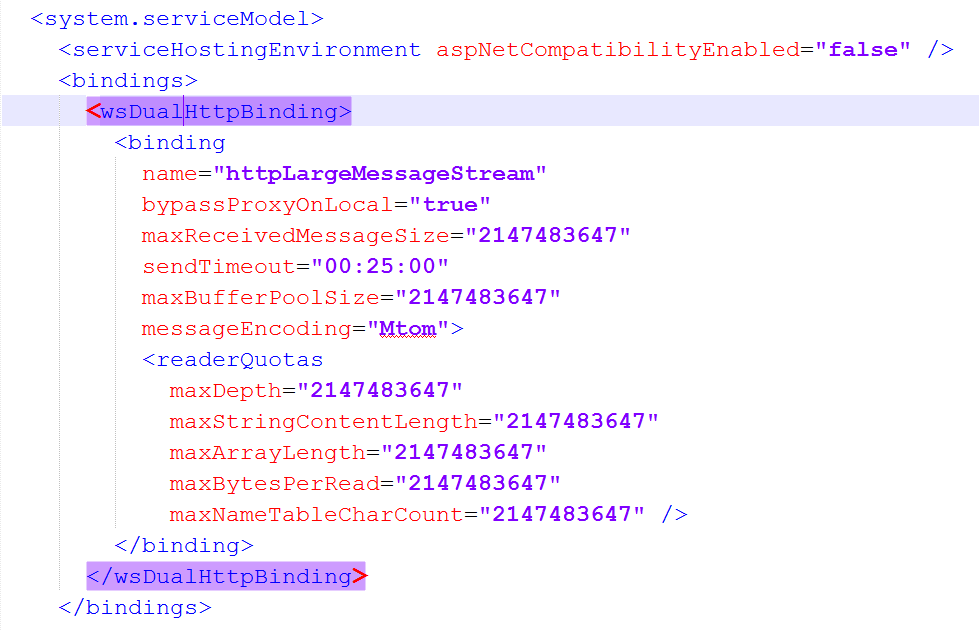 <system.serviceModel>
<serviceHostingEnvironment aspNetCompatibilityEnabled="false" />
<bindings>
<wsDualHttpBinding>
<binding
name="httpLargeMessageStream"
bypassProxyOnLocal="true"
maxReceivedMessageSize="2147483647"
sendTimeout="00:25:00"
maxBufferPoolSize="2147483647"
messageEncoding="Mtom">
<readerQuotas
maxDepth="2147483647"
maxStringContentLength="2147483647"
maxArrayLength="2147483647"
maxBytesPerRead="2147483647"
maxNameTableCharCount="2147483647" />
</binding>
</wsDualHttpBinding>
</bindings>